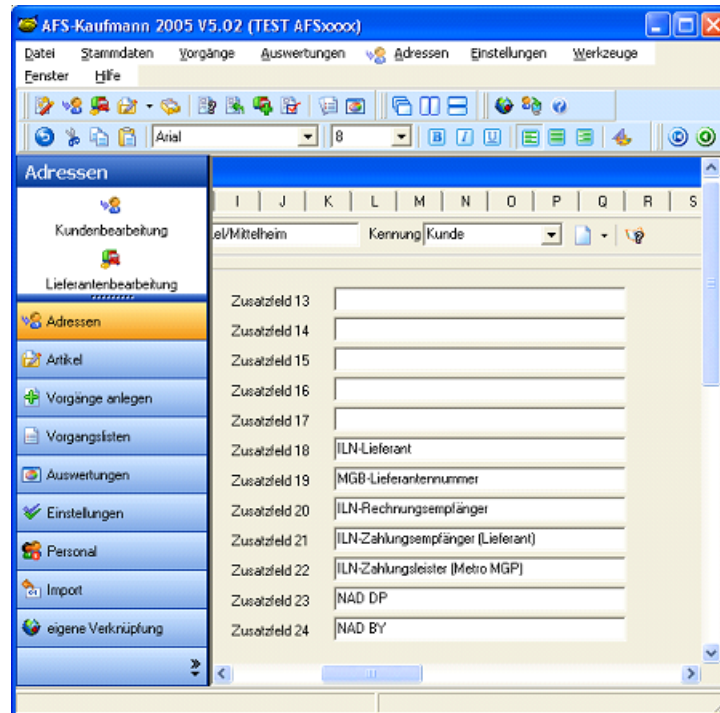 AFS-Kaufmann 2005 V5.02 (TEST AFSxxxx)
Datei Stammdaten Vorgänge Auswertungen Adressen Einstellungen Werkzeuge
Fenster Hilfe
Arial 8 B I U
Adressen
I J K L M N O P Q R S
Kundenbearbeitung
el/Mittelheim Kennung Kunde
Lieferantenbearbeitung
Zusatzfeld 13
Adressen
Zusatzfeld 14
Artikel
Zusatzfeld 15
Zusatzfeld 16
Vorgänge anlegen
Zusatzfeld 17
Vorgangslisten
Zusatzfeld 18 ILN-Lieferant
Auswertungen
Zusatzfeld 19 MGB-Lieferantennummer
Einstellungen
Zusatzfeld 20 ILN-Rechnungsempfänger
Zusatzfeld 21 ILN-Zahlungsempfänger (Lieferant)
Personal
Zusatzfeld 22 ILN-Zahlungsleister (Metro MGP)
Import
Zusatzfeld 23 NAD DP
eigene Verknüpfung
Zusatzfeld 24 NAD BY